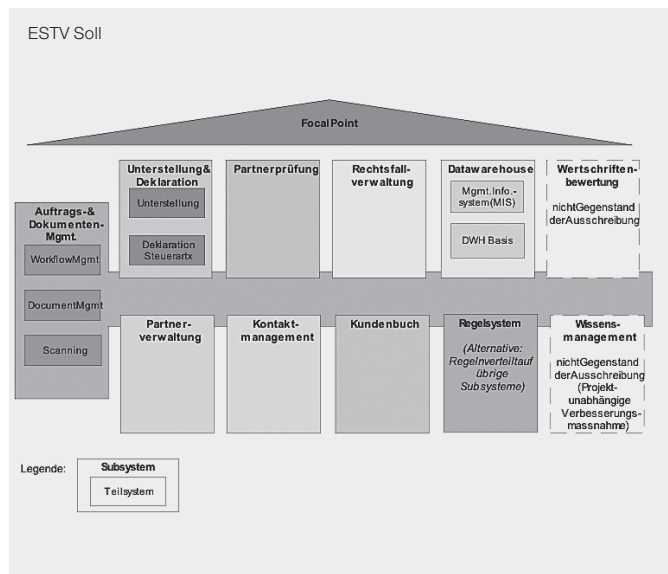 ESTV Soll
FocalPoint
Auftrags-&
Dokumenten-
Mgmt.
WorkflowMgmt
DocumentMgmt
Scanning
Unterstellung&
Deklaration
Unterstellung
Deklaration
Steuerartx
Partnerprüfung
Rechtsfall
verwaltung
Datawarehouse
Mgmt.Info.-
system(MIS)
DWH Basis
Wertschriften-
bewertung
nichtGegenstand
derAusschreibung
Partner-
verwaltung
Kontakt-
management
Kundenbuch
Regelsystem
(Alternative:
Regelnverteiltauf
übrige
Subsysteme)
Wissens-
management
nichtGegenstand
derAusschreibung
(Projekt-
unabhängige
Verbesserungs-
massnahme)
Legende:
Subsystem
Teilsystem